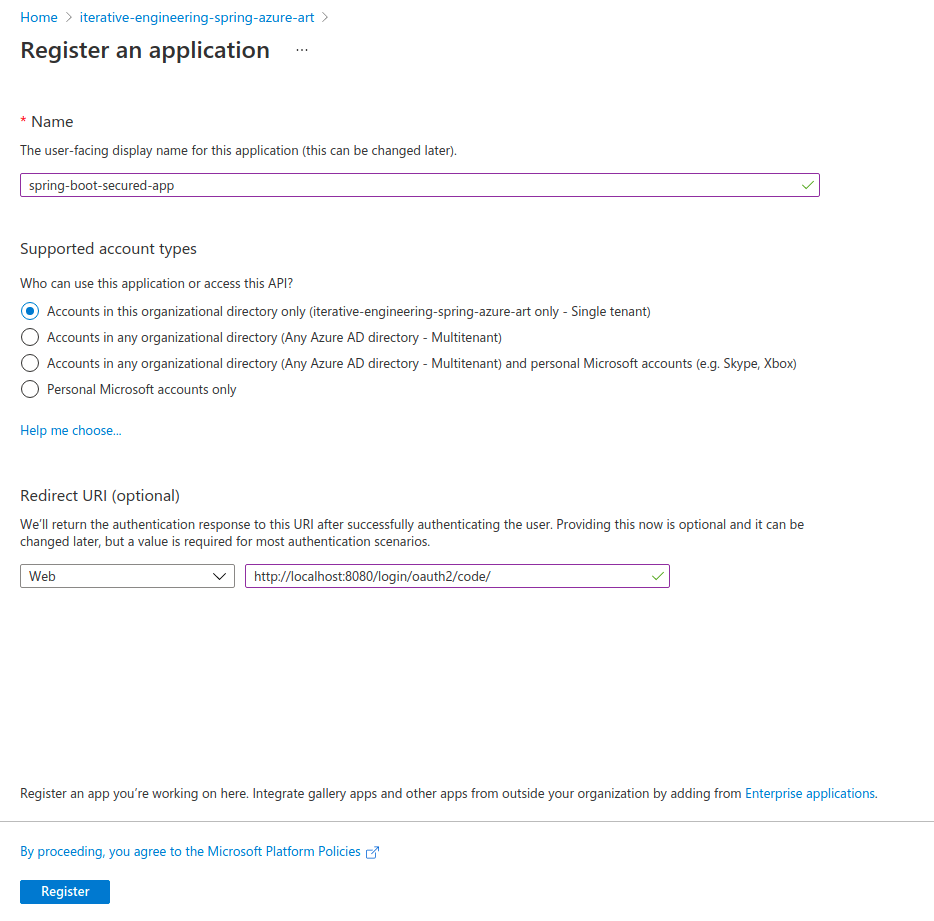 Home > iterative-engineering-spring-azure-art >
Register an application ...
* Name
The user-facing display name for this application (this can be changed later).
spring-boot-secured-app
Supported account types
Who can use this application or access this API?
Accounts in this organizational directory only (iterative-engineering-spring-azure-art only - Single tenant)
Accounts in any organizational directory (Any Azure AD directory - Multitenant)
Accounts in any organizational directory (Any Azure AD directory - Multitenant) and personal Microsoft accounts (e.g. Skype, Xbox)
Personal Microsoft accounts only
Help me choose...
Redirect URI (optional)
We'll return the authentication response to this URI after successfully authenticating the user. Providing this now is optional and it can be
changed later, but a value is required for most authentication scenarios.
Web http://localhost:8080/login/oauth2/code/
Register an app you're working on here. Integrate gallery apps and other apps from outside your organization by adding from Enterprise applications.
By proceeding, you agree to the Microsoft Platform Policies
Register